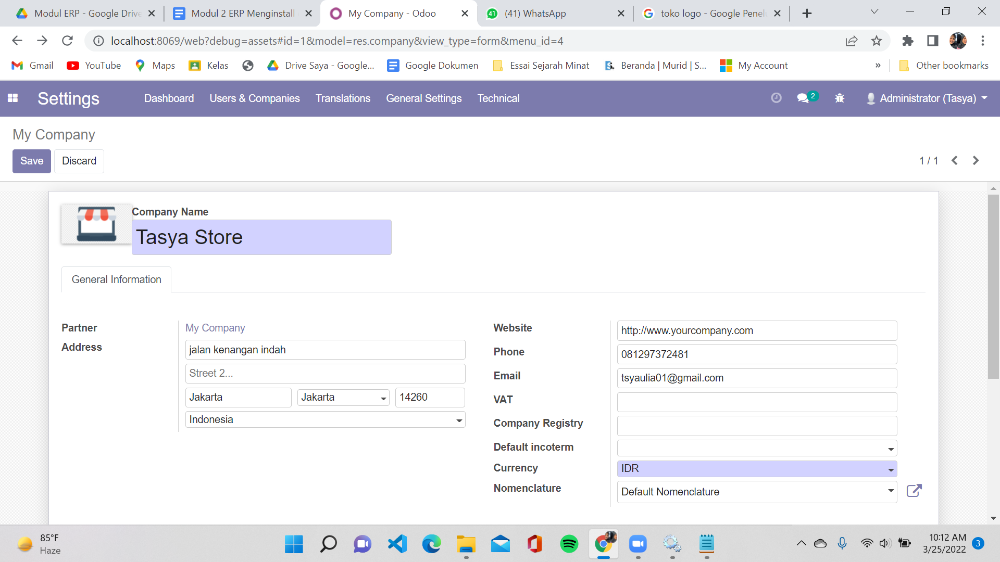 Modul ERP - Google Drive
Modul 2 ERP Menginstall
My Company - Odoo
(41) WhatsApp
toko logo - Google Penel
localhost:8069/web?debug=assets#id=1&model=res.company&view_type=form&menu_id=4
Gmail
YouTube
Maps
Kelas
Drive Saya - Google...
Google Dokumen
Essai Sejarah Minat
Beranda | Murid | S...
My Account
»
Other bookmarks
Settings
Dashboard
Users & Companies
Translations
General Settings
Technical
2
Administrator (Tasya)
My Company
Save
Discard
1 / 1
Company Name
Tasya Store
General Information
Partner
My Company
Address
jalan kenangan indah
Street 2...
Jakarta
Jakarta
14260
Indonesia
Website
http://www.yourcompany.com
Phone
081297372481
Email
tsyaulia01@gmail.com
VAT
Company Registry
Default incoterm
Currency
IDR
Nomenclature
Default Nomenclature
85°F
Haze
10:12 AM
3/25/2022
3